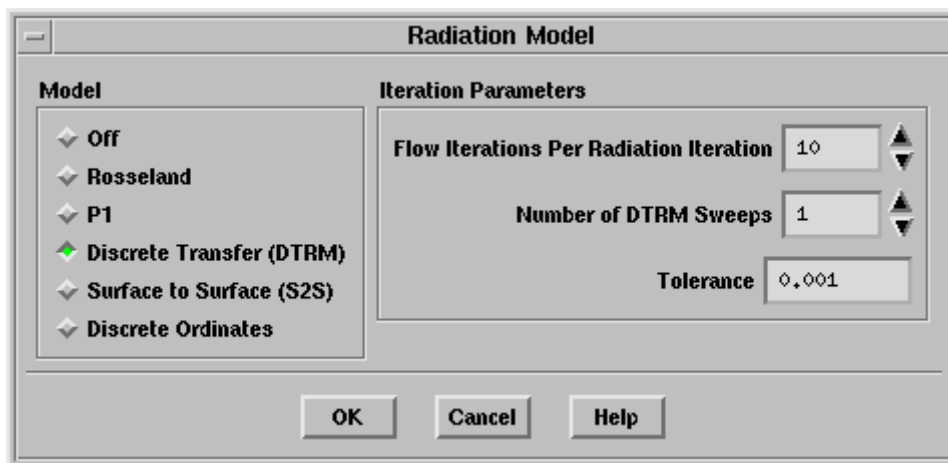 Radiation Model
Model
Off
Rosseland
P1
Discrete Transfer (DTRM)
Surface to Surface (S2S)
Discrete Ordinates
Iteration Parameters
Flow Iterations Per Radiation Iteration 10
Number of DTRM Sweeps 1
Tolerance 0.001
OK Cancel Help